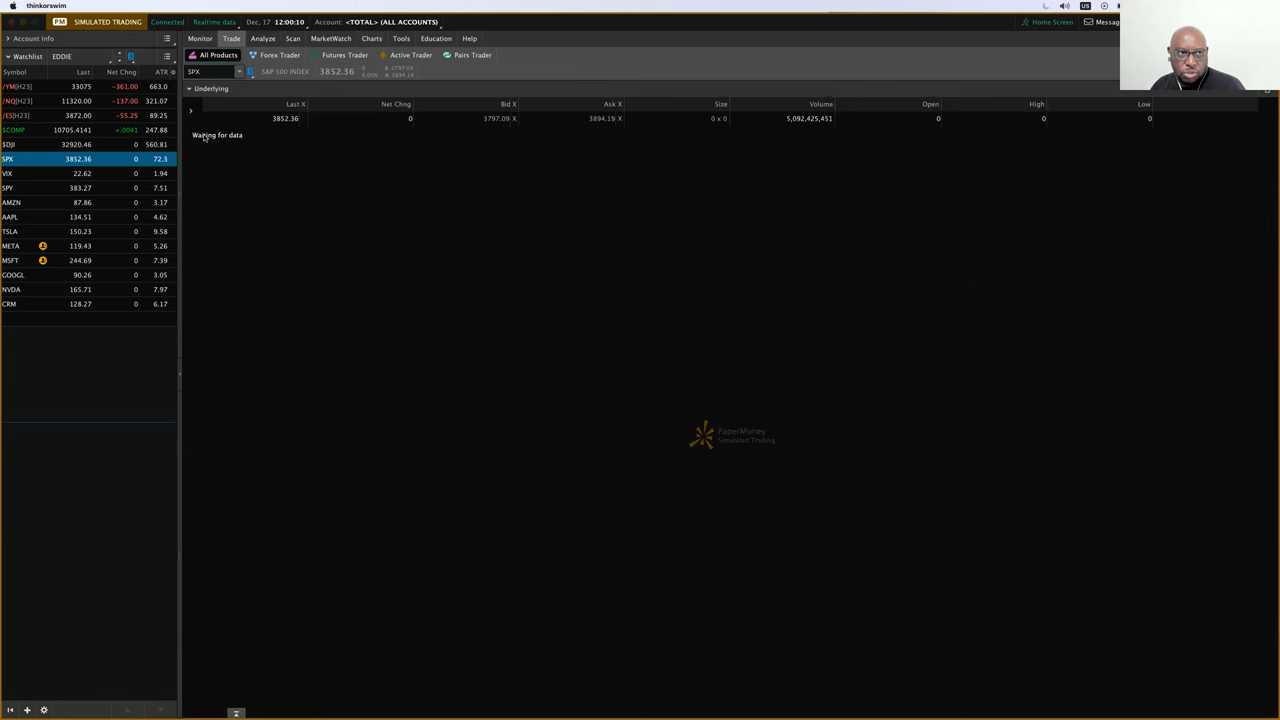 thinkorswim
US
PM SIMULATED TRADING Connected Realtime data Dec, 17 12:00:10 Account: <TOTAL> (ALL ACCOUNTS) Home Screen Messag
Account Info
Monitor Trade Analyze Scan MarketWatch Charts Tools Education Help
Watchlist EDDIE
All Products Forex Trader Futures Trader Active Trader Pairs Trader
Symbol Last Net Chng ATR
SPX S&P 500 INDEX 3852.36 0 0.00%
Underlying
/YM[H23] 33075 -361.00 663.0
/NQ[H23] 11320.00 -137.00 321.07
/ES[H23] 3872.00 -55.25 89.25
$COMP 10705.4141 +.0041 247.88
$DJI 32920.46 0 560.81
SPX 3852.36 0 72.3
VIX 22.62 0 1.94
SPY 383.27 0 7.51
AMZN 87.86 0 3.17
AAPL 134.51 0 4.62
TSLA 150.23 0 9.58
META 119.43 0 5.26
MSFT 244.69 0 7.39
GOOGL 90.26 0 3.05
NVDA 165.71 0 7.97
CRM 128.27 0 6.17
Last X Net Chng Bid X Ask X Size Volume Open High Low
3852.36 0 3797.09 X 3894.19 X 0 x 0 5,092,425,451 0 0 0
Waiting for data
PaperMoney
Simulated Trading